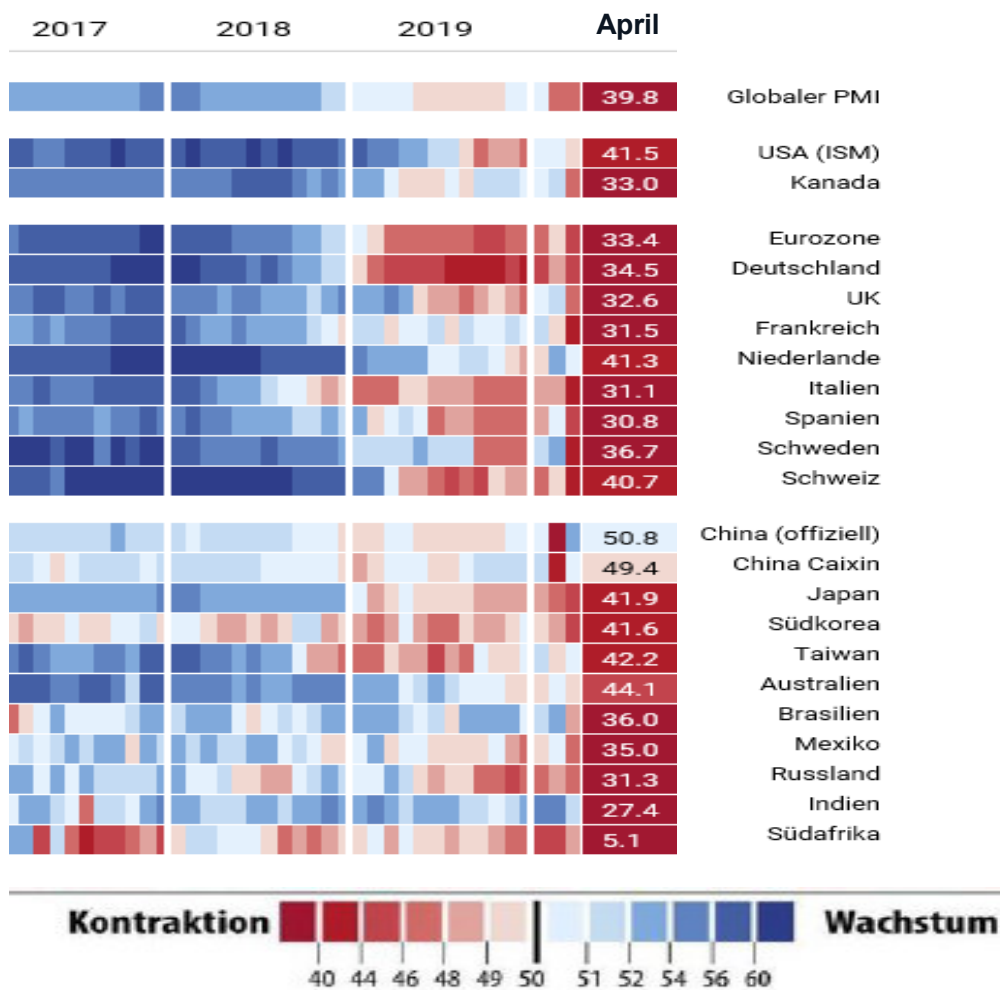 2017 2018 2019 April
39.8 Globaler PMI
41.5 USA (ISM)
33.0 Kanada
33.4 Eurozone
34.5 Deutschland
32.6 UK
31.5 Frankreich
41.3 Niederlande
31.1 Italien
30.8 Spanien
36.7 Schweden
40.7 Schweiz
50.8 China (offiziell)
49.4 China Caixin
41.9 Japan
41.6 Südkorea
42.2 Taiwan
44.1 Australien
36.0 Brasilien
35.0 Mexiko
31.3 Russland
27.4 Indien
5.1 Südafrika
Kontraktion Wachstum
40 44 46 48 49 50 51 52 54 56 60